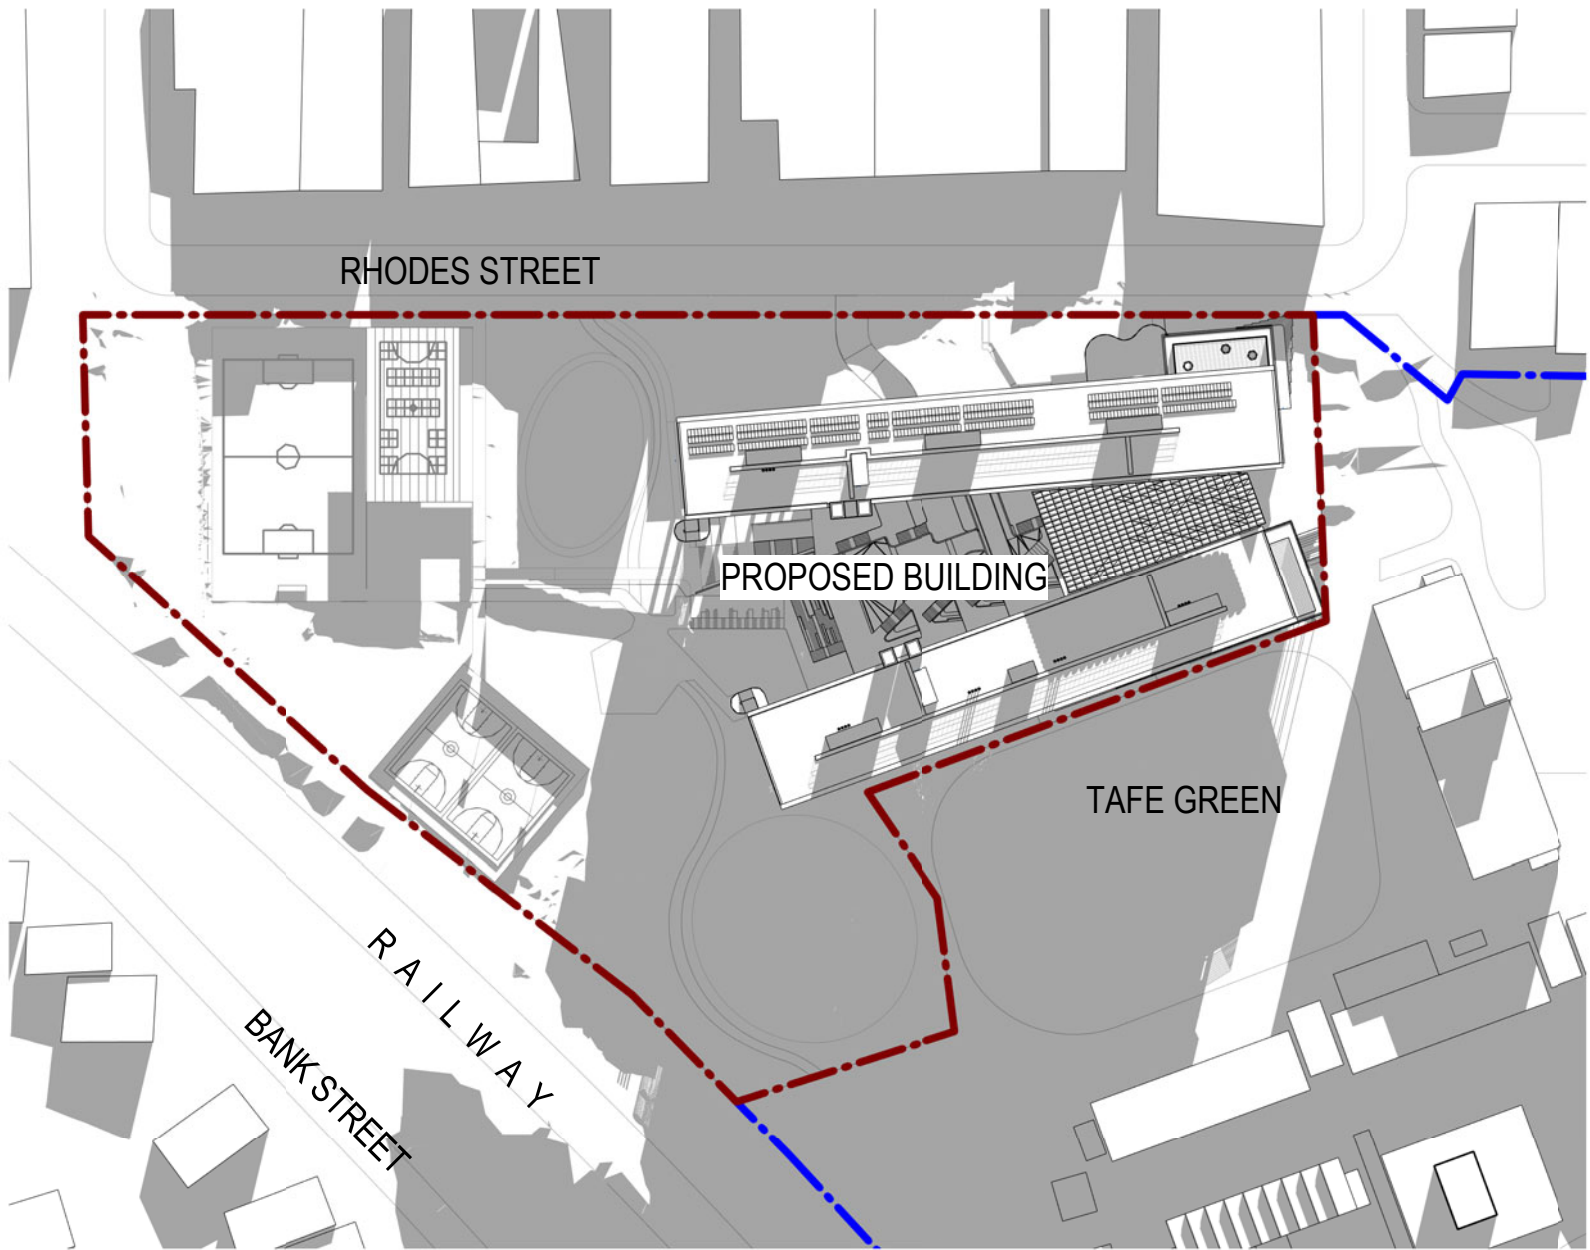 RHODES STREET
PROPOSED BUILDING
TAFE GREEN
RAILWAY
BANK STREET